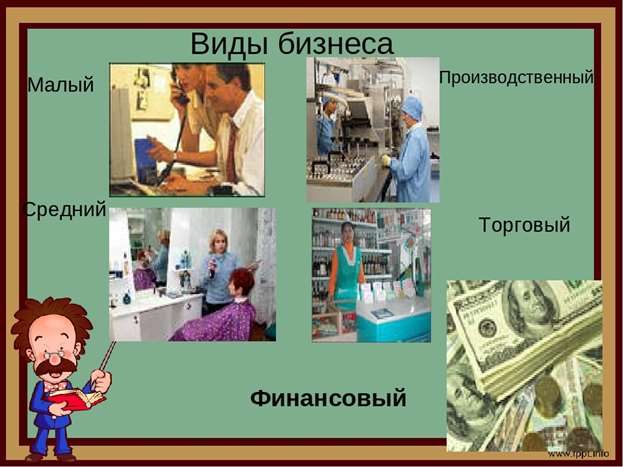 Виды бизнеса
Малый
Производственный
Средний
Торговый
Финансовый
www.fppt.info